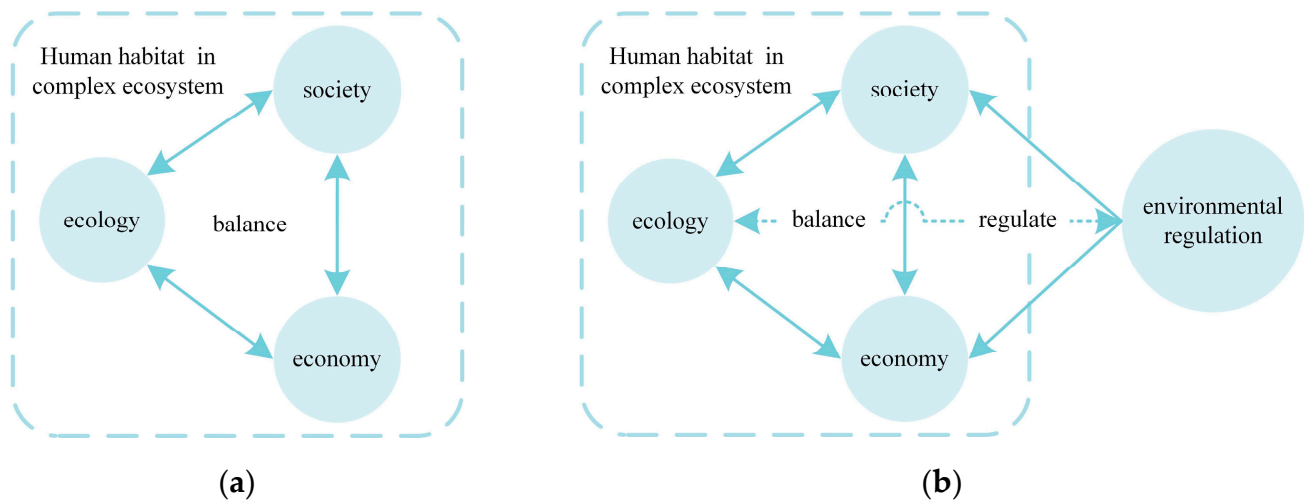 Human habitat in
complex ecosystem
society
ecology
balance
economy
(a)
Human habitat in
complex ecosystem
society
ecology
balance
regulate
environmental
regulation
economy
(b)